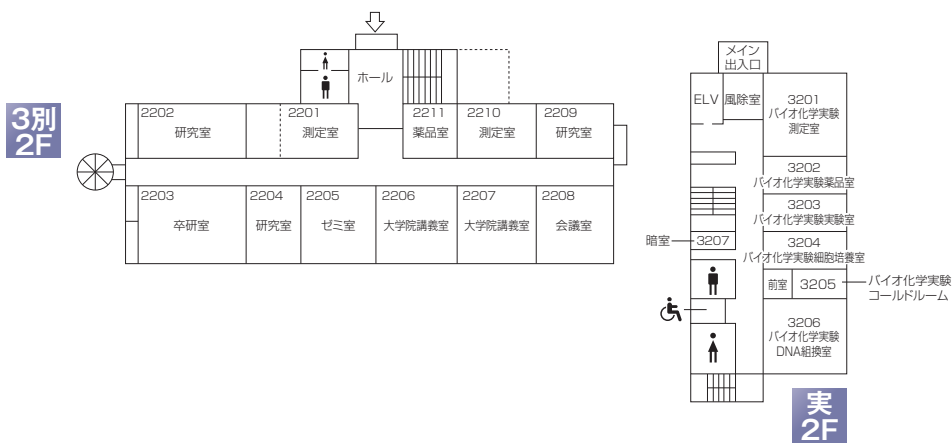 3別
2F
ホール
2202
研究室
2201
測定室
2211
薬品室
2210
測定室
2209
研究室
2203
卒研室
2204
研究室
2205
ゼミ室
2206
大学院講義室
2207
大学院講義室
2208
会議室
メイン
出入口
ELV
風除室
3201
バイオ化学実験
測定室
3202
バイオ化学実験薬品室
3203
バイオ化学実験実験室
暗室
3207
3204
バイオ化学実験細胞培養室
前室
3205
バイオ化学実験
コールドルーム
3206
バイオ化学実験
DNA組換室
実
2F